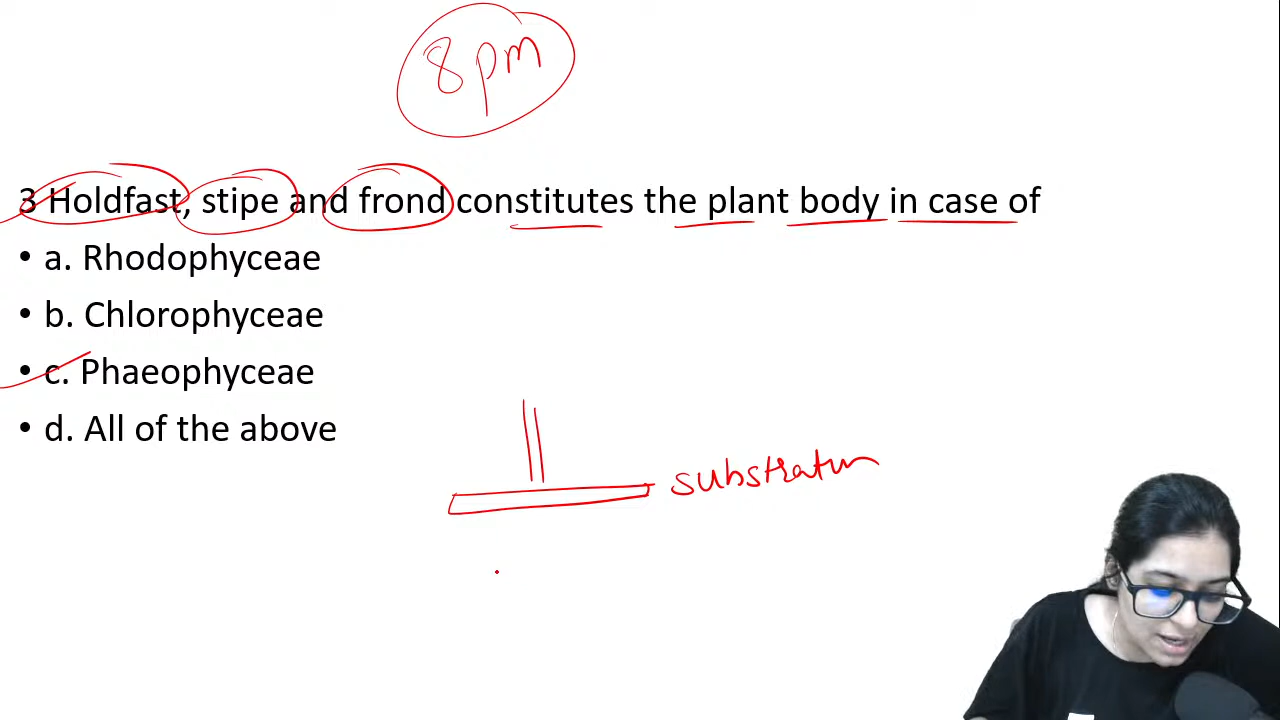 8pm
3 Holdfast, stipe and frond constitutes the plant body in case of
• a. Rhodophyceae
• b. Chlorophyceae
• c. Phaeophyceae
• d. All of the above
substratum